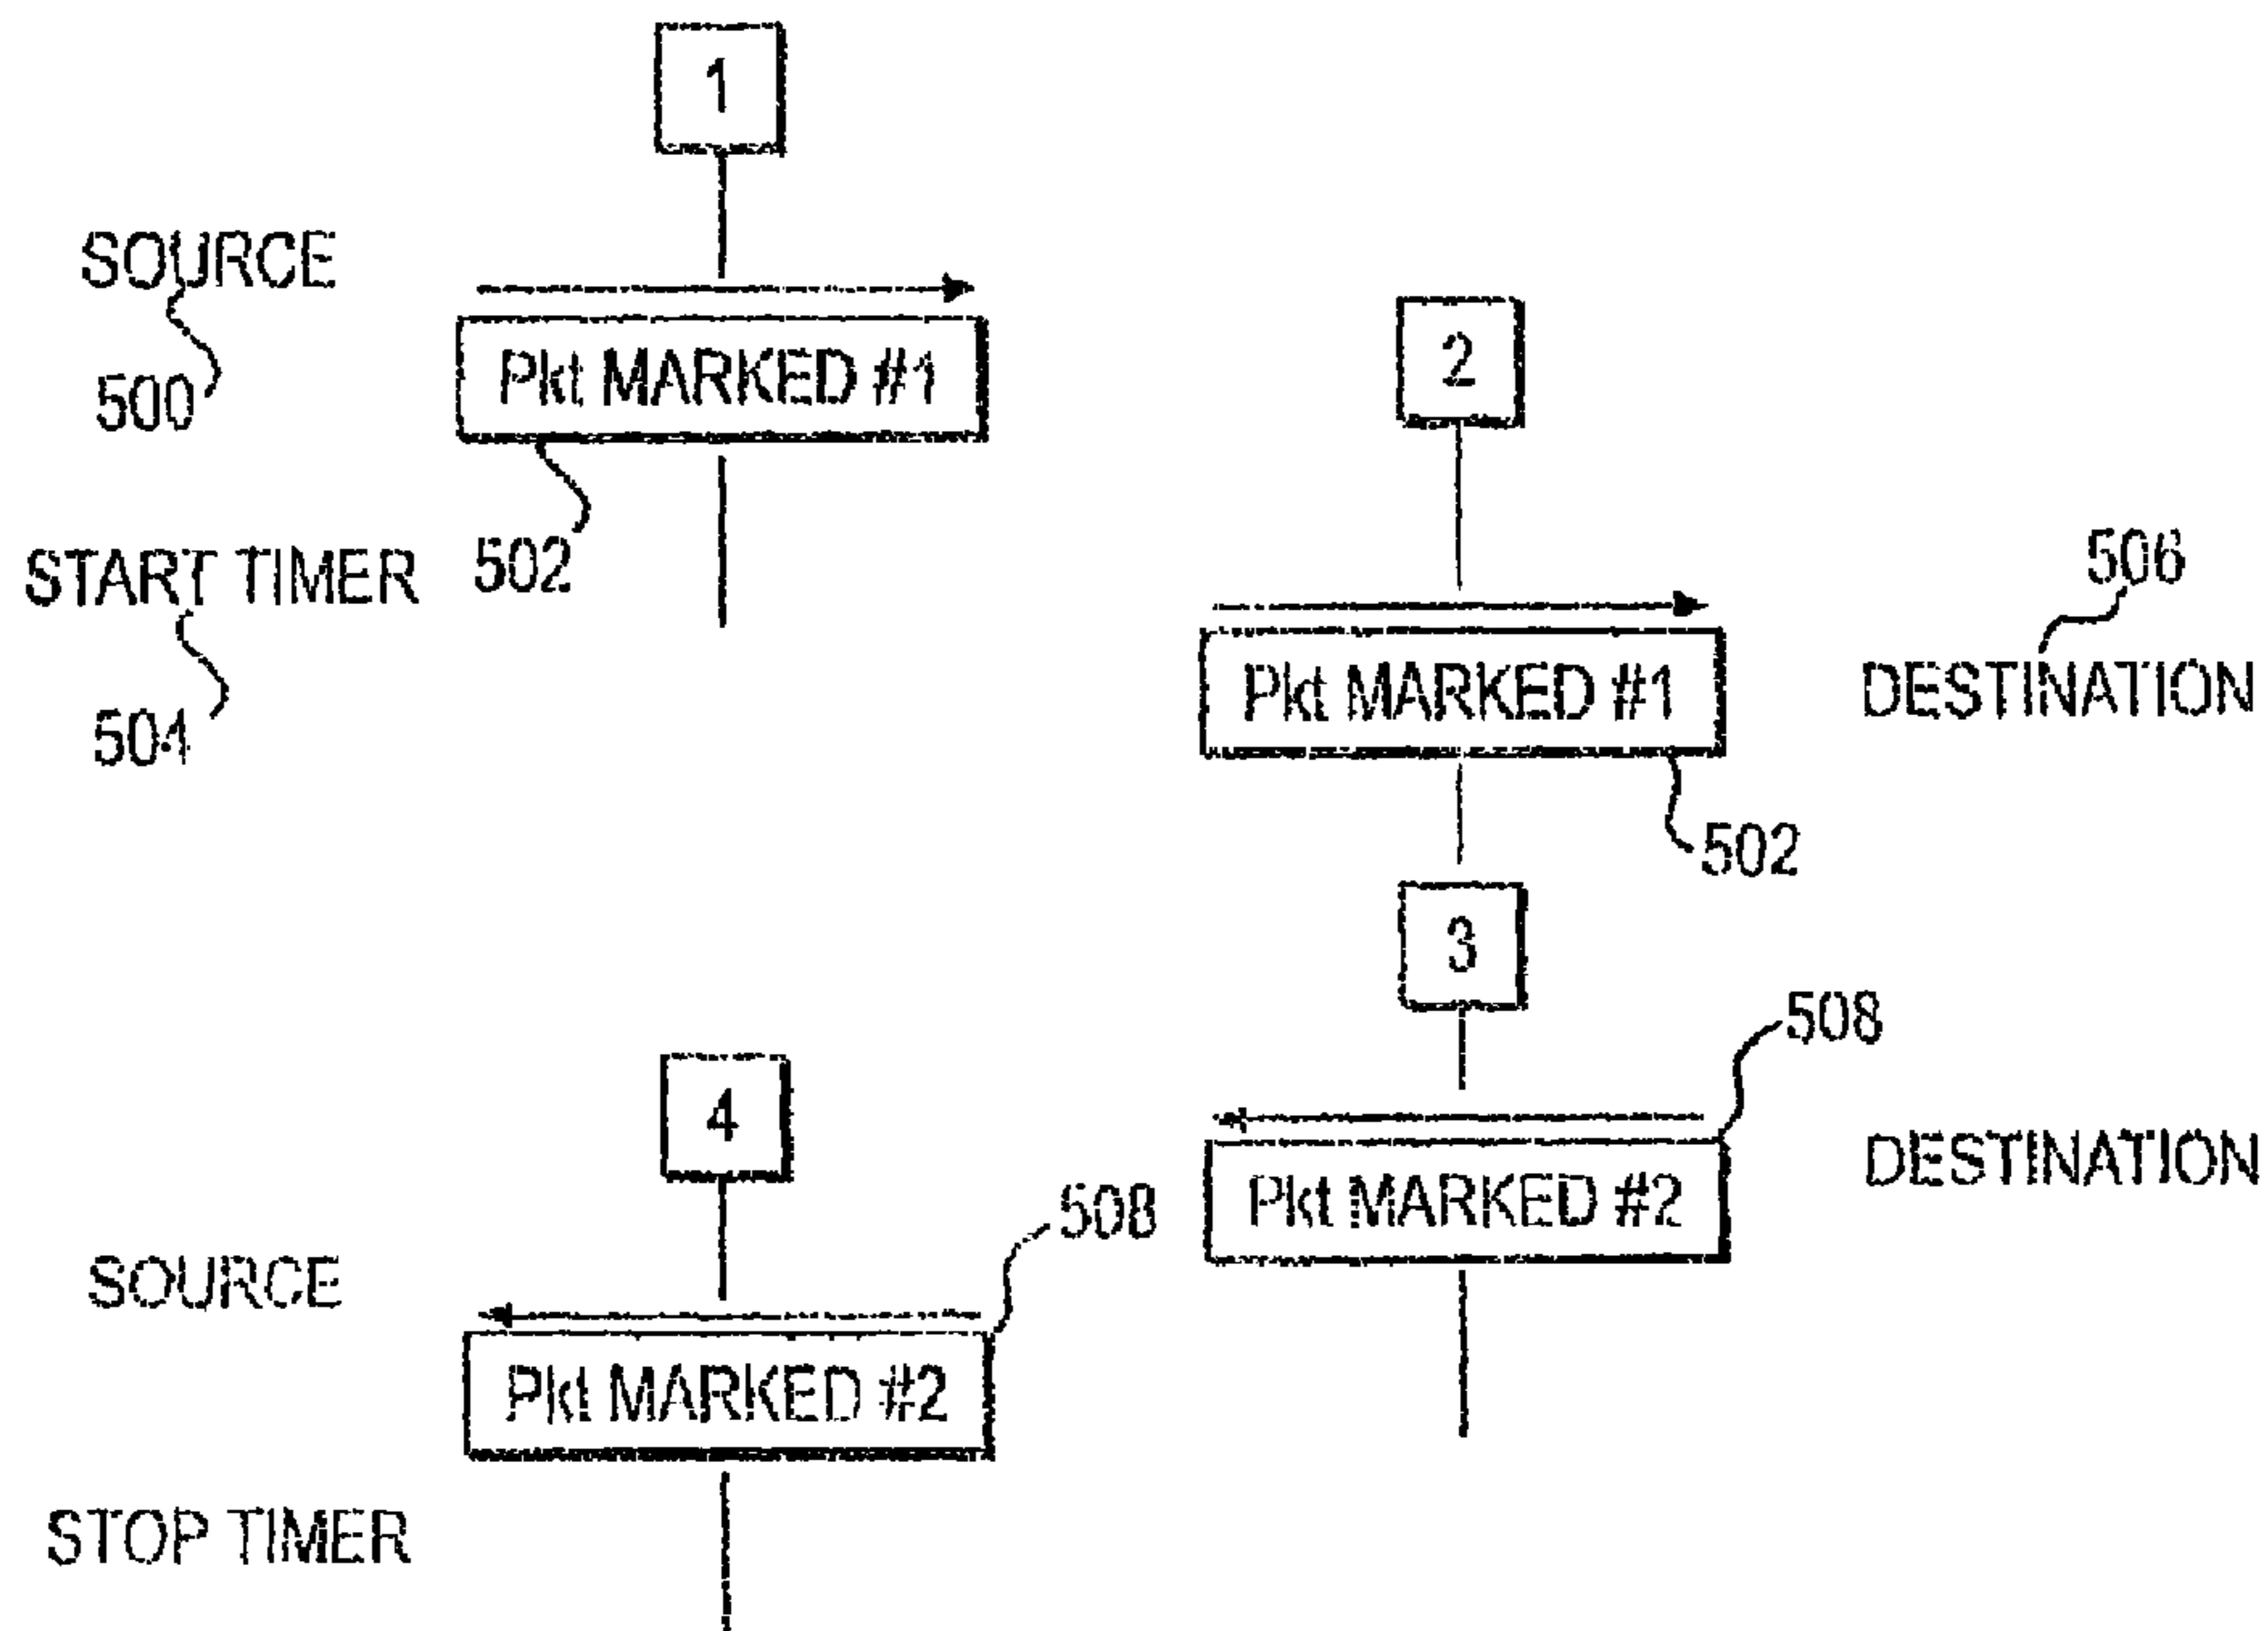 1
SOURCE
500
Pkt MARKED #1
2
START TIMER
502
504
506
Pkt MARKED #1
DESTINATION
502
3
508
4
DESTINATION
Pkt MARKED #2
508
SOURCE
Pkt MARKED #2
STOP TIMER